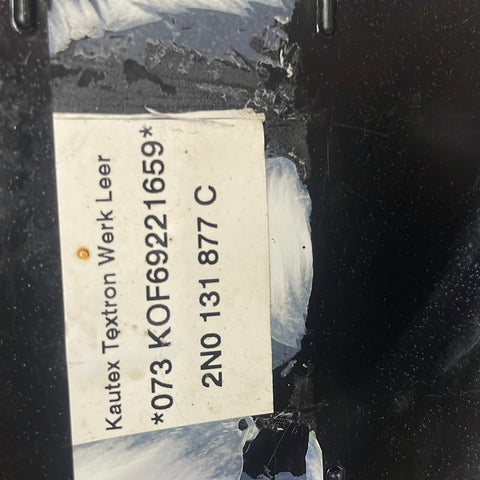 Kautex Textron Werk Leer
*073 KOF69221659*
2N0 131 877 C